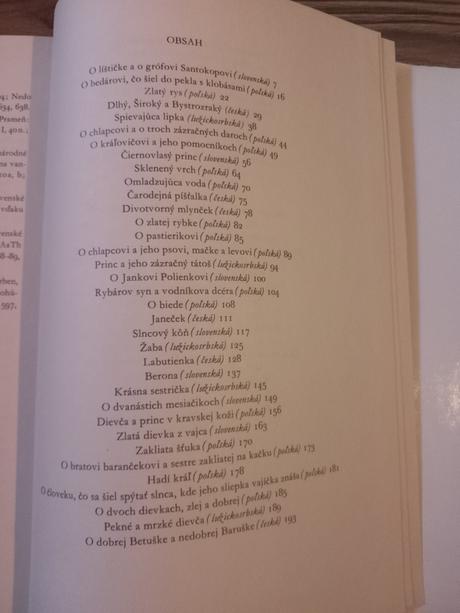 OBSAH
O líštičke a o grófovi Santokopovi (slovenská) 7
O bedárovi, čo šiel do pekla s klobásami (poľská) 16
Zlatý rys (poľská) 22
Dlhý, Široký a Bystrozraký (česká) 29
Spievajúca lipka (lužickosrbská) 38
O chlapcovi a o troch zázračných daroch (poľská) 44
O kráľovičovi a jeho pomocníkoch (poľská) 49
Čiernovlasý princ (slovenská) 56
Sklenený vrch (poľská) 64
Omladzujúca voda (poľská) 70
Čarodejná píšťalka (česká) 75
Divotvorný mlynček (česká) 78
O zlatej rybke (poľská) 82
O pastierikovi (poľská) 85
O chlapcovi a jeho psovi, mačke a levovi (poľská) 89
Princ a jeho zázračný tátoš (lužickosrbská) 94
O Jankovi Polienkovi (slovenská) 100
Rybárov syn a vodníkova dcéra (poľská) 104
O biede (poľská) 108
Janeček (česká) 111
Slncový kôň (slovenská) 117
Žaba (lužickosrbská) 125
Labutienka (česká) 128
Berona (slovenská) 137
Krásna sestrička (lužickosrbská) 145
O dvanástich mesiačikoch (slovenská) 149
Dievča a princ v kravskej koži (poľská) 156
Zlatá dievka z vajca (slovenská) 163
Zakliata šťuka (poľská) 170
O bratovi barančekovi a sestre zakliatej na kačku (poľská) 173
Hadí kráľ (poľská) 178
O človeku, čo sa šiel spýtať slnca, kde jeho sliepka vajíčka znáša (poľská) 181
O dvoch dievkach, zlej a dobrej (poľská) 185
Pekné a mrzké dievča (lužickosrbská) 189
O dobrej Betuške a nedobrej Baruške (česká) 193